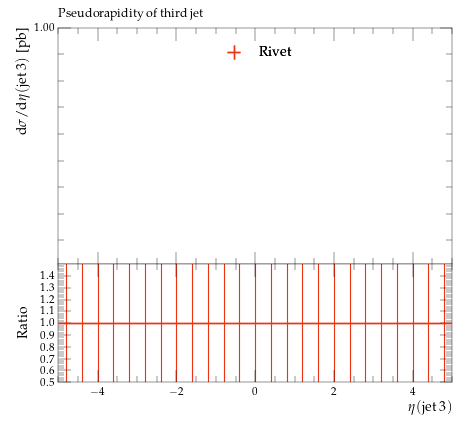 Pseudorapidity of third jet
1.00
dσ/dη(jet 3) [pb]
Rivet
1.4
1.3
1.2
1.1
1.0
0.9
0.8
0.7
0.6
0.5
Ratio
−4 −2 0 2 4
η(jet 3)